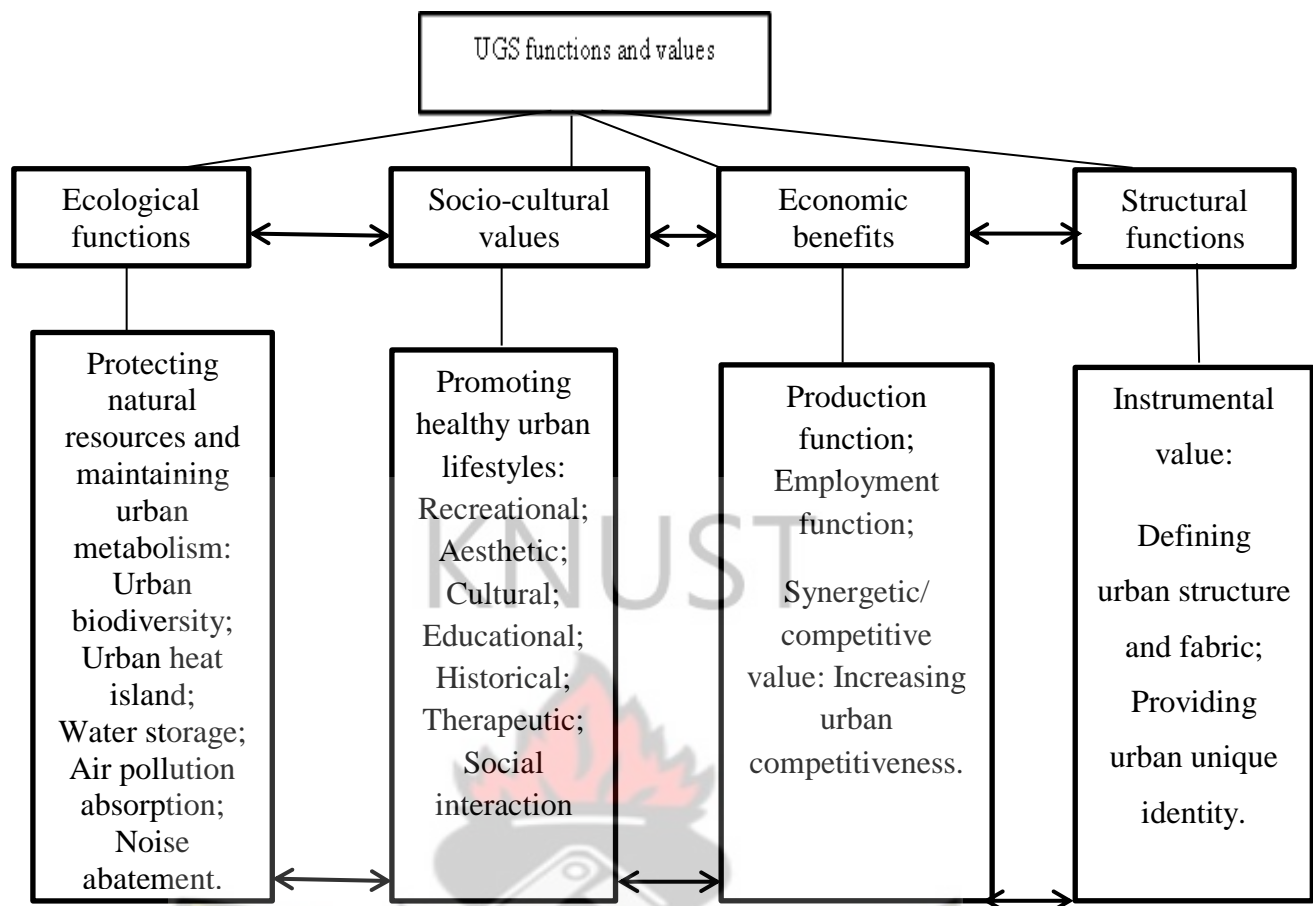 UGS functions and values
Ecological
functions
Socio-cultural
values
Economic
benefits
Structural
functions
Protecting
natural
resources and
maintaining
urban
metabolism:
Urban
biodiversity;
Urban heat
island;
Water storage;
Air pollution
absorption;
Noise
abatement.
Promoting
healthy urban
lifestyles:
Recreational;
Aesthetic;
Cultural;
Educational;
Historical;
Therapeutic;
Social
interaction
Production
function;
Employment
function;
Synergetic/
competitive
value: Increasing
urban
competitiveness.
Instrumental
value:
Defining
urban structure
and fabric;
Providing
urban unique
identity.
KNUST